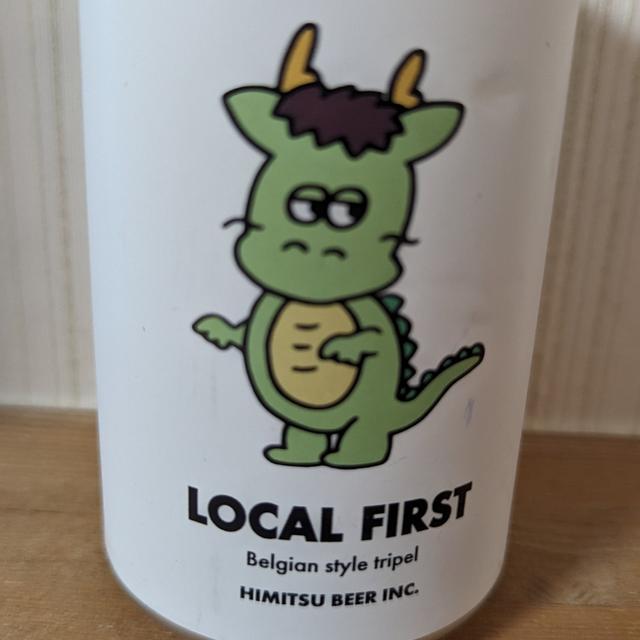 LOCAL FIRST
Belgian style tripel
HIMITSU BEER INC.